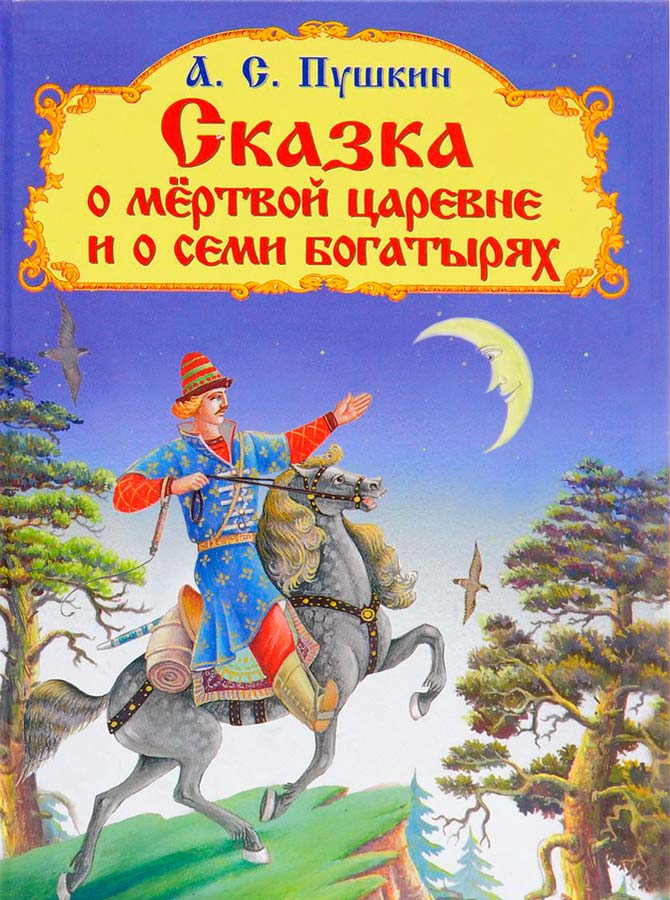 А. С. Пушкин
Сказка
о мёртвой царевне
и о семи богатырях